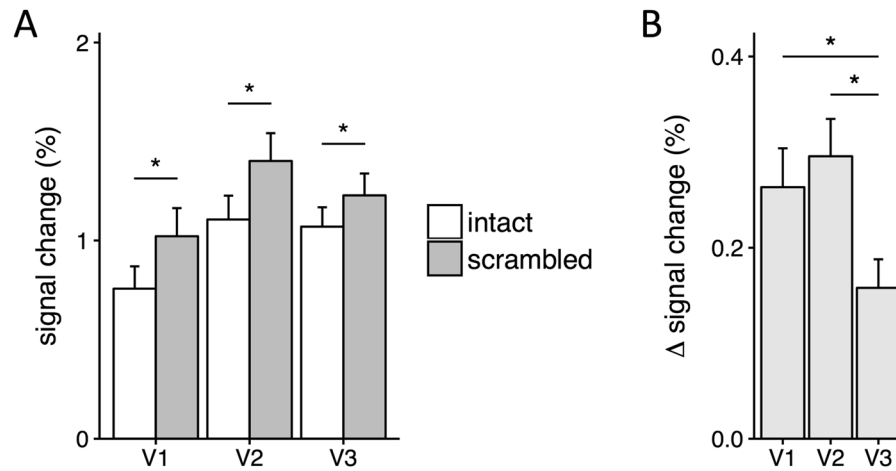 A
signal change (%)
2
1
0
*
*
*
V1 V2 V3
intact
scrambled
B
Δ signal change (%)
0.4
0.2
0.0
*
*
V1 V2 V3